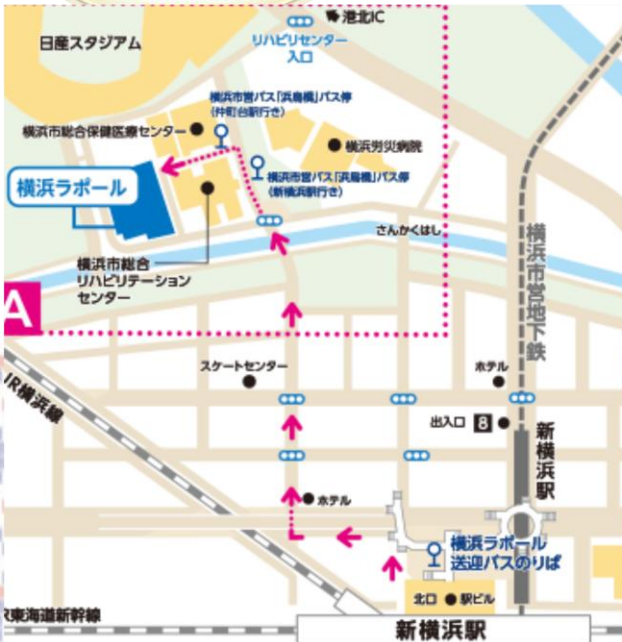 港北IC
日産スタジアム
リハビリセンター
入口
横浜市営バス「浜鳥橋」バス停
(仲町台駅行き)
横浜市総合保健医療センター
横浜労災病院
横浜市営バス「浜鳥橋」バス停
(新横浜駅行き)
横浜ラポール
さんかくはし
横浜市総合
リハビリテーション
センター
横浜市営地下鉄
A
スケートセンター
ホテル
JR横浜線
出入口 8
新横浜駅
ホテル
横浜ラポール
送迎バスのりば
北口
駅ビル
R東海道新幹線
新横浜駅